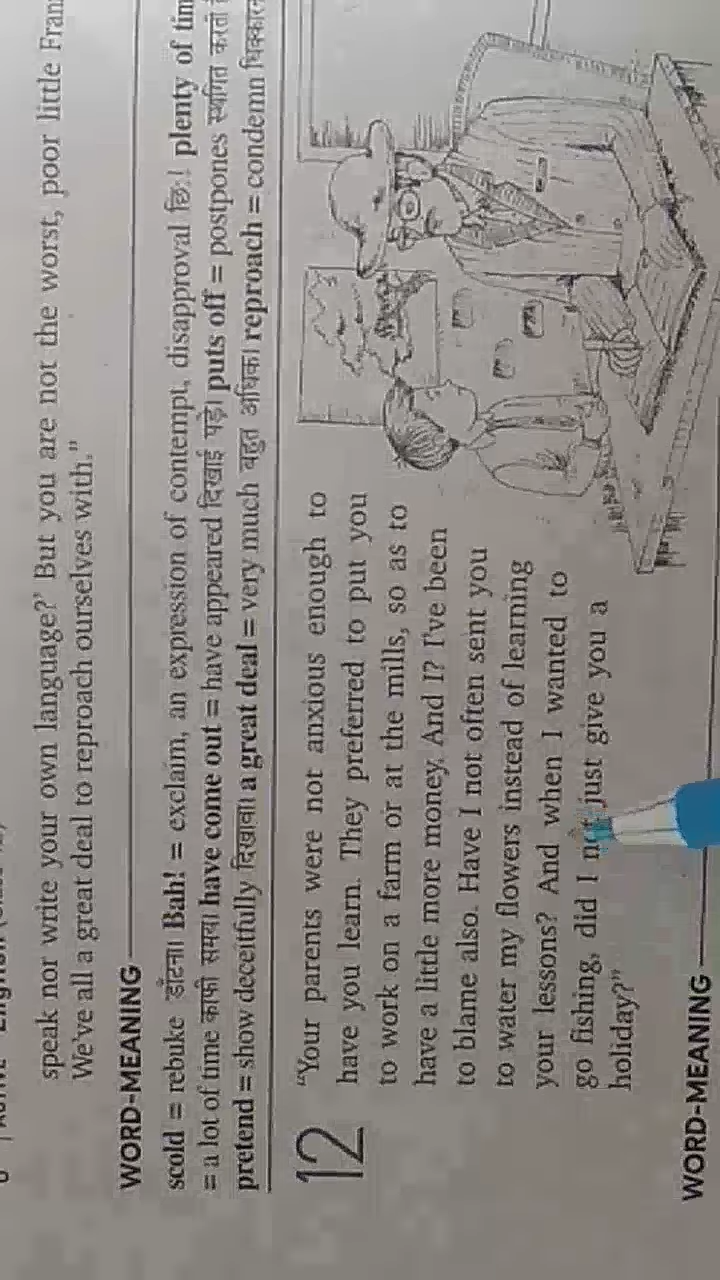 speak nor write your own language?' But you are not the worst, poor little
We've all a great deal to reproach ourselves with."
WORD-MEANING
scold = rebuke डाँटना। Bah! = exclaim, an expression of contempt, disapproval छि:! plenty of
= a lot of time काफी समय। have come out = have appeared दिखाई पड़े। puts off = postpones स्थगित करता
pretend = show deceitfully दिखावा। a great deal = very much बहुत अधिक। reproach = condemn
12
"Your parents were not anxious enough to
have you learn. They preferred to put you
to work on a farm or at the mills, so as to
have a little more money. And I? I've been
to blame also. Have I not often sent you
to water my flowers instead of learning
your lessons? And when I wanted to
go fishing, did I not just give you a
holiday?"
WORD-MEANING